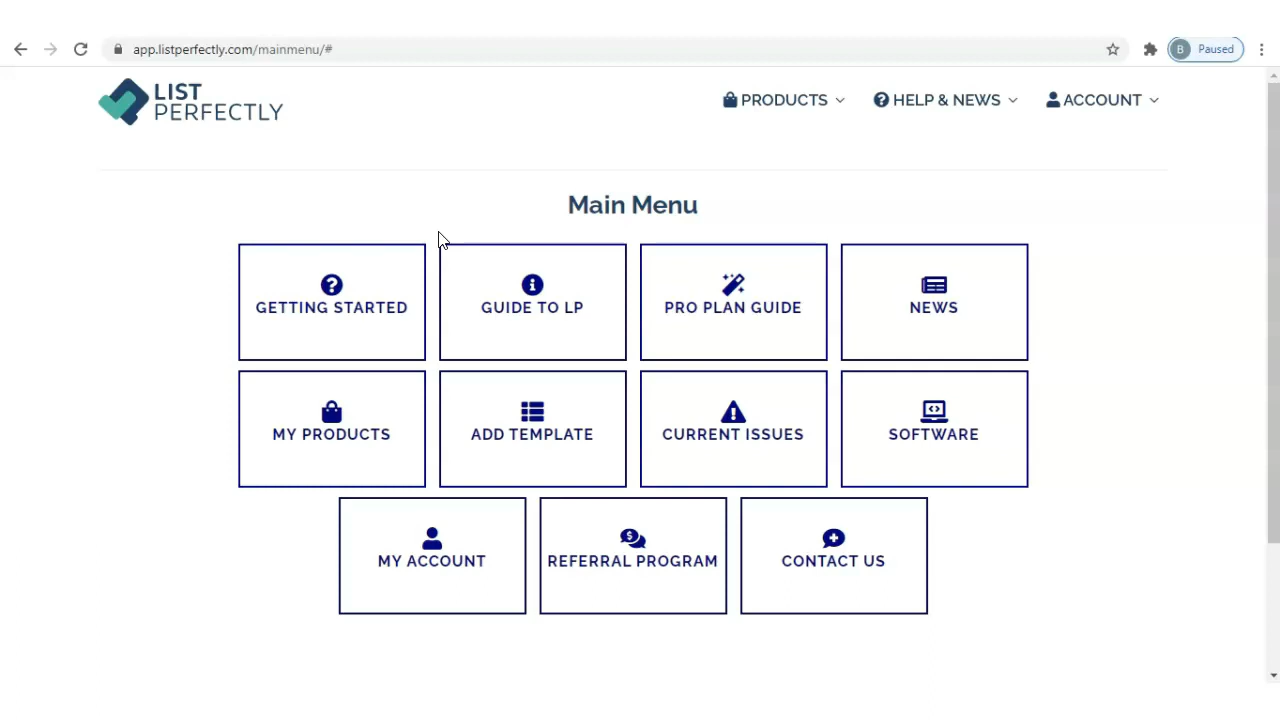 app.listperfectly.com/mainmenu/#
B Paused
LIST
PERFECTLY
PRODUCTS
HELP & NEWS
ACCOUNT
Main Menu
GETTING STARTED
GUIDE TO LP
PRO PLAN GUIDE
NEWS
MY PRODUCTS
ADD TEMPLATE
CURRENT ISSUES
SOFTWARE
MY ACCOUNT
REFERRAL PROGRAM
CONTACT US